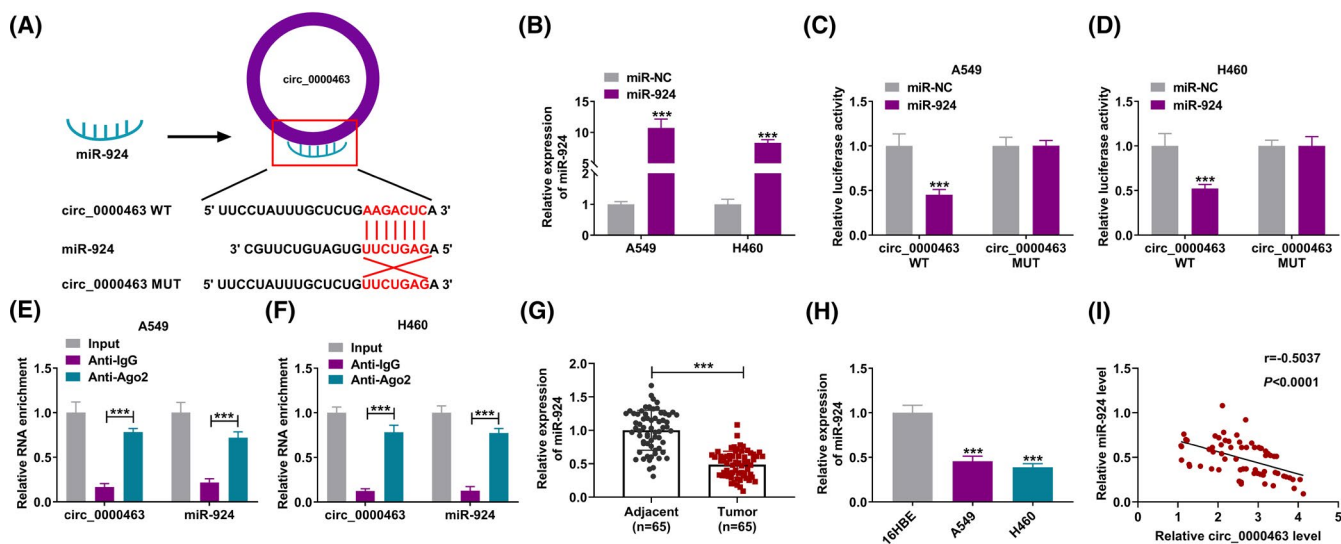 (A)
circ_0000463
miR-924
circ_0000463 WT
5' UUCCUAUUUGCUCUGAAGACUCA 3'
miR-924
3' CGUUCUGUAGUGUUCUGAGA 5'
circ_0000463 MUT
5' UUCCUAUUUGCUCUGUUCUGAGA 3'
(B)
miR-NC
miR-924
Relative expression
of miR-924
15
10
5
2
1
0
***
***
A549
H460
(C)
A549
miR-NC
miR-924
Relative luciferase activity
1.5
1.0
0.5
0.0
***
circ_0000463
WT
circ_0000463
MUT
(D)
H460
miR-NC
miR-924
Relative luciferase activity
1.5
1.0
0.5
0.0
***
circ_0000463
WT
circ_0000463
MUT
(E)
A549
Input
Anti-IgG
Anti-Ago2
Relative RNA enrichment
1.5
1.0
0.5
0.0
***
***
circ_0000463
miR-924
(F)
H460
Input
Anti-IgG
Anti-Ago2
Relative RNA enrichment
1.5
1.0
0.5
0.0
***
***
circ_0000463
miR-924
(G)
Relative expression
of miR-924
2.0
1.5
1.0
0.5
0.0
***
Adjacent
(n=65)
Tumor
(n=65)
(H)
Relative expression
of miR-924
1.5
1.0
0.5
0.0
***
***
16HBE
A549
H460
(I)
r=-0.5037
P<0.0001
Relative miR-924 level
1.5
1.0
0.5
0.0
0
1
2
3
4
5
Relative circ_0000463 level